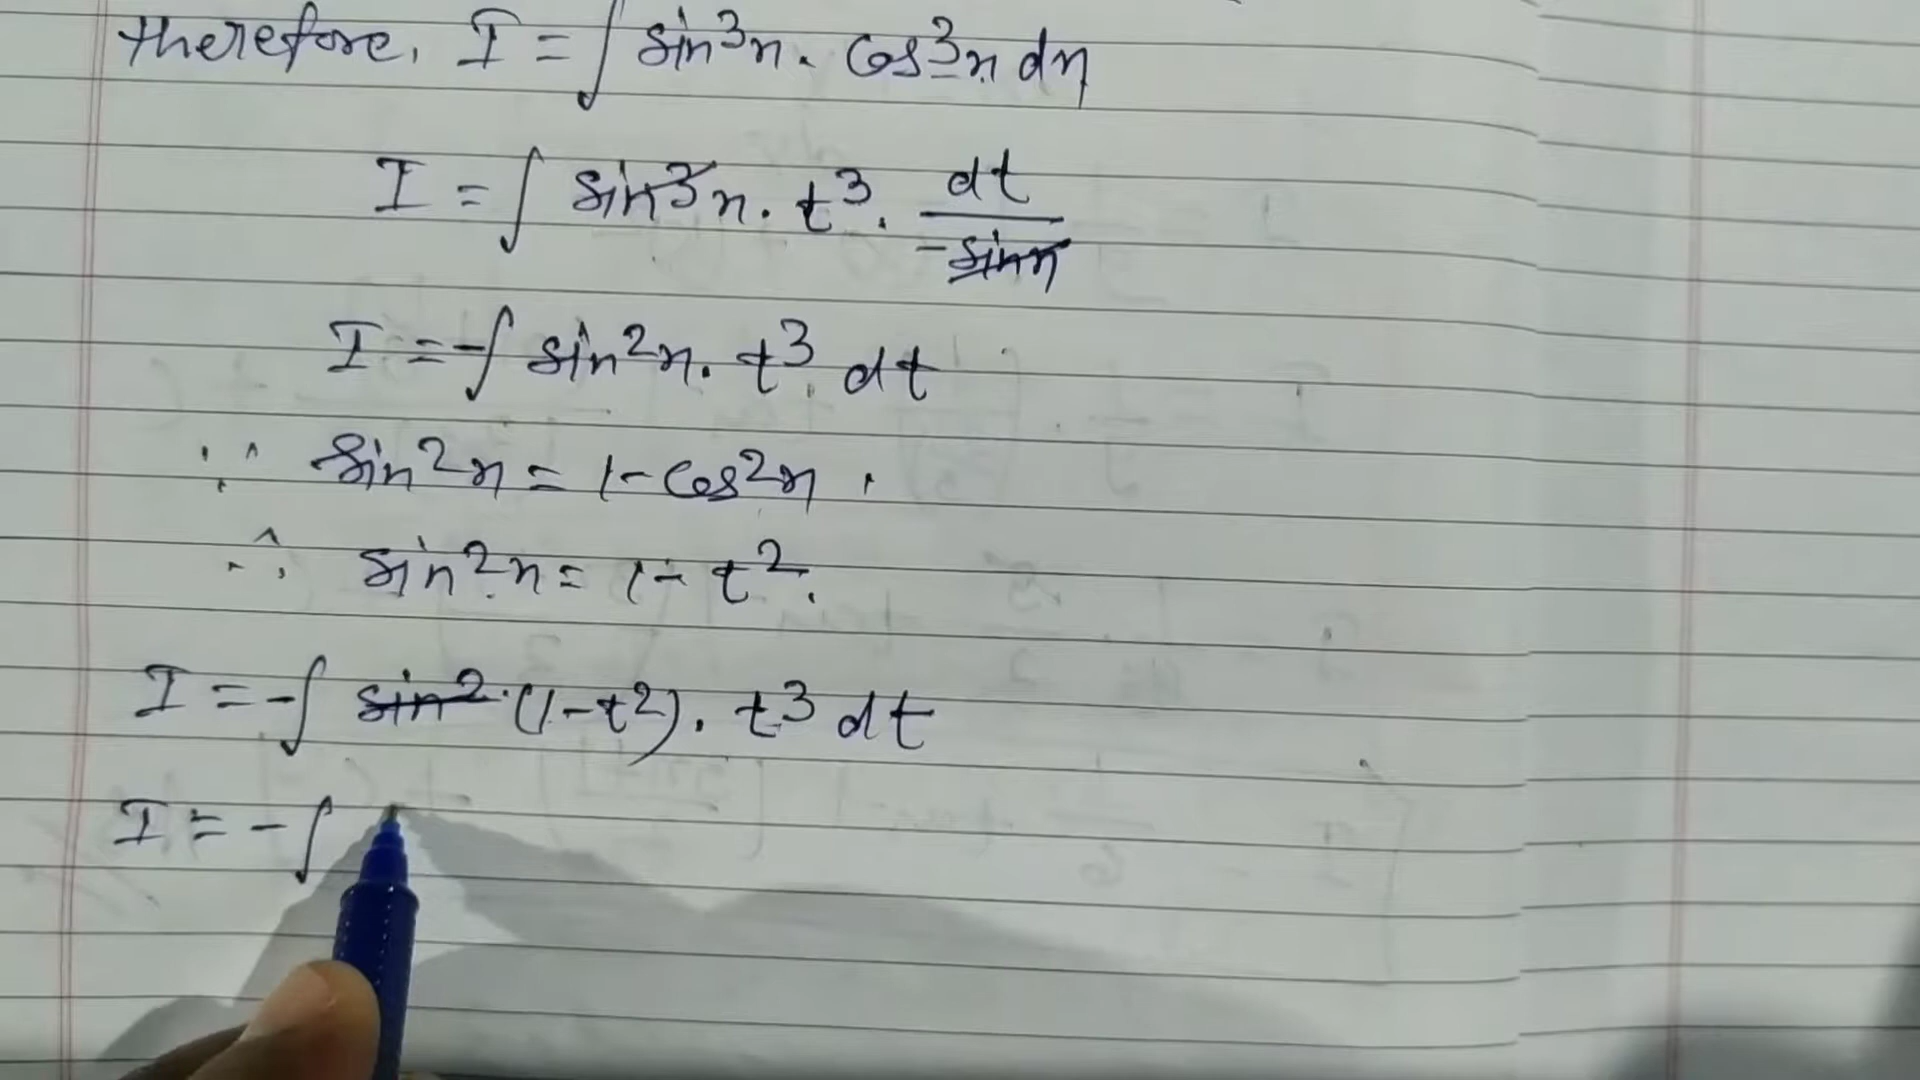 therefore, I = ∫ sin³x. cos³x dx
I = ∫ sin³x. t³. dt/-sinx
I = -∫ sin²x. t³ dt
∵ sin²x = 1 - cos²x.
∴ sin²x = 1 - t².
I = -∫ sin². (1-t²). t³ dt
I = -∫